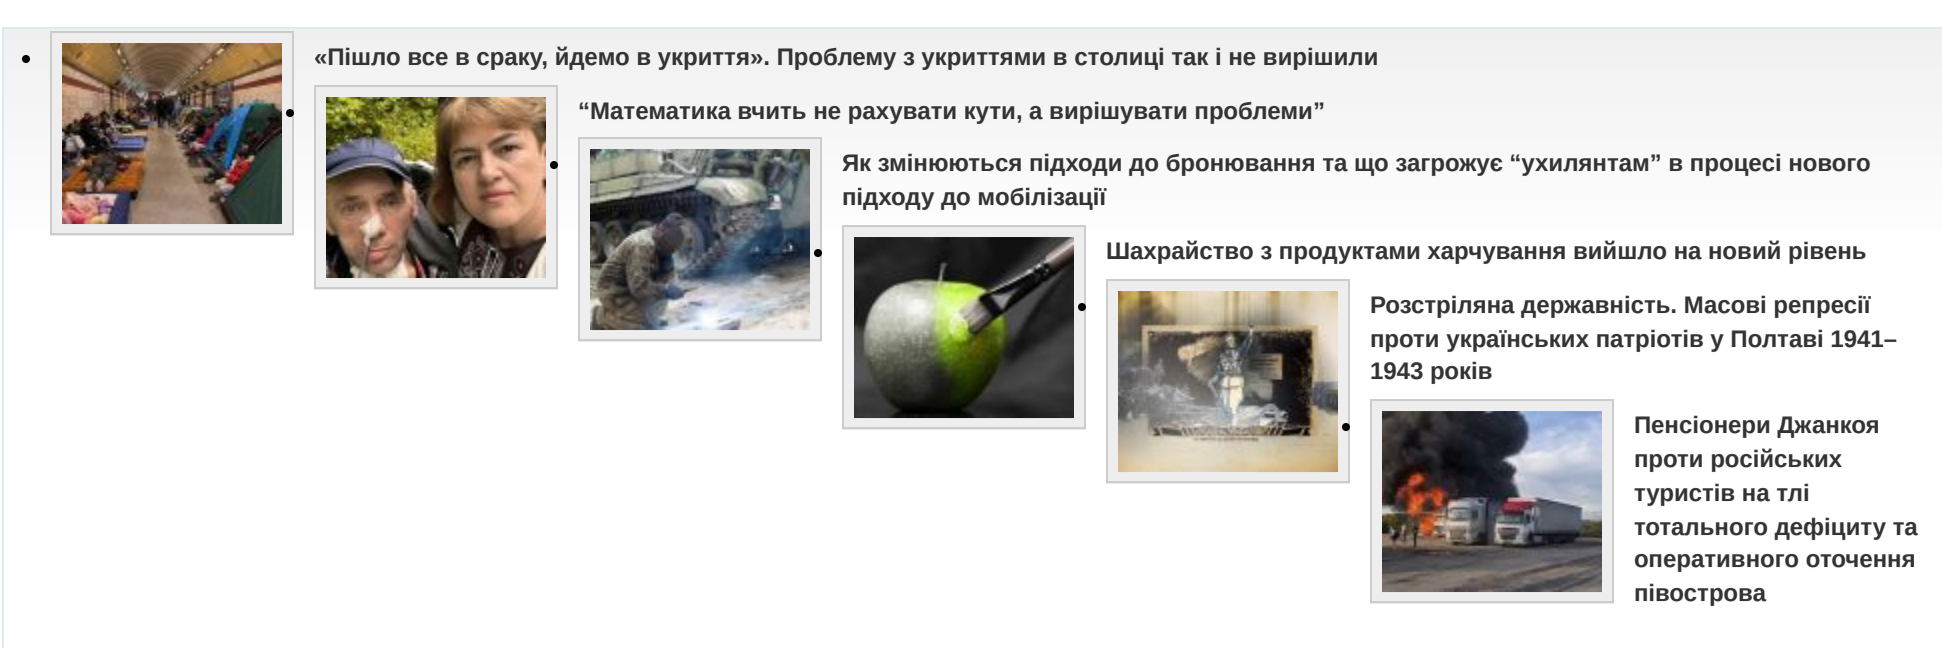 «Пішло все в сраку, йдемо в укриття». Проблему з укриттями в столиці так і не вирішили
“Математика вчить не рахувати кути, а вирішувати проблеми”
Як змінюються підходи до бронювання та що загрожує “ухилянтам” в процесі нового
підходу до мобілізації
Шахрайство з продуктами харчування вийшло на новий рівень
Розстріляна державність. Масові репресії
проти українських патріотів у Полтаві 1941–
1943 років
Пенсіонери Джанкоя
проти російських
туристів на тлі
тотального дефіциту та
оперативного оточення
півострова